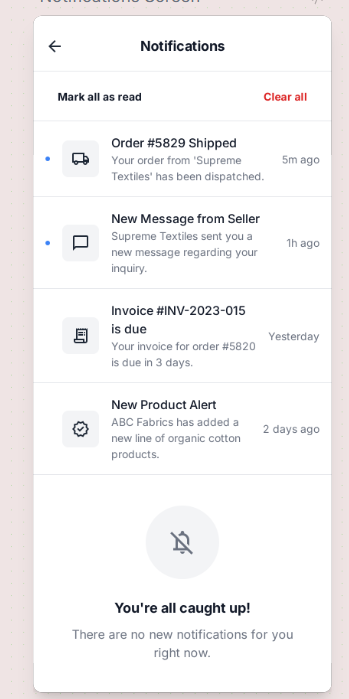 Notifications Screen
Notifications
Mark all as read
Clear all
Order #5829 Shipped
Your order from 'Supreme
Textiles' has been dispatched.
5m ago
New Message from Seller
Supreme Textiles sent you a
new message regarding your
inquiry.
1h ago
Invoice #INV-2023-015
is due
Your invoice for order #5820
is due in 3 days.
Yesterday
New Product Alert
ABC Fabrics has added a
new line of organic cotton
products.
2 days ago
You're all caught up!
There are no new notifications for you
right now.